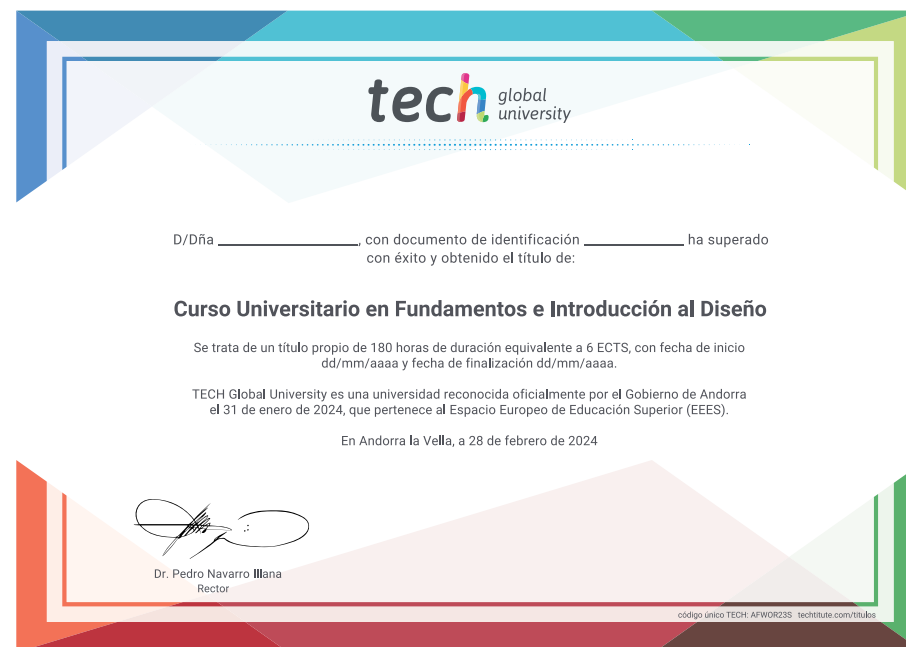 tech global
university
D/Dña ____________________, con documento de identificación ______________ ha superado
con éxito y obtenido el título de:
Curso Universitario en Fundamentos e Introducción al Diseño
Se trata de un título propio de 180 horas de duración equivalente a 6 ECTS, con fecha de inicio
dd/mm/aaaa y fecha de finalización dd/mm/aaaa.
TECH Global University es una universidad reconocida oficialmente por el Gobierno de Andorra
el 31 de enero de 2024, que pertenece al Espacio Europeo de Educación Superior (EEES).
En Andorra la Vella, a 28 de febrero de 2024
Dr. Pedro Navarro Illana
Rector
código único TECH: AFWOR23S techtitute.com/titulos